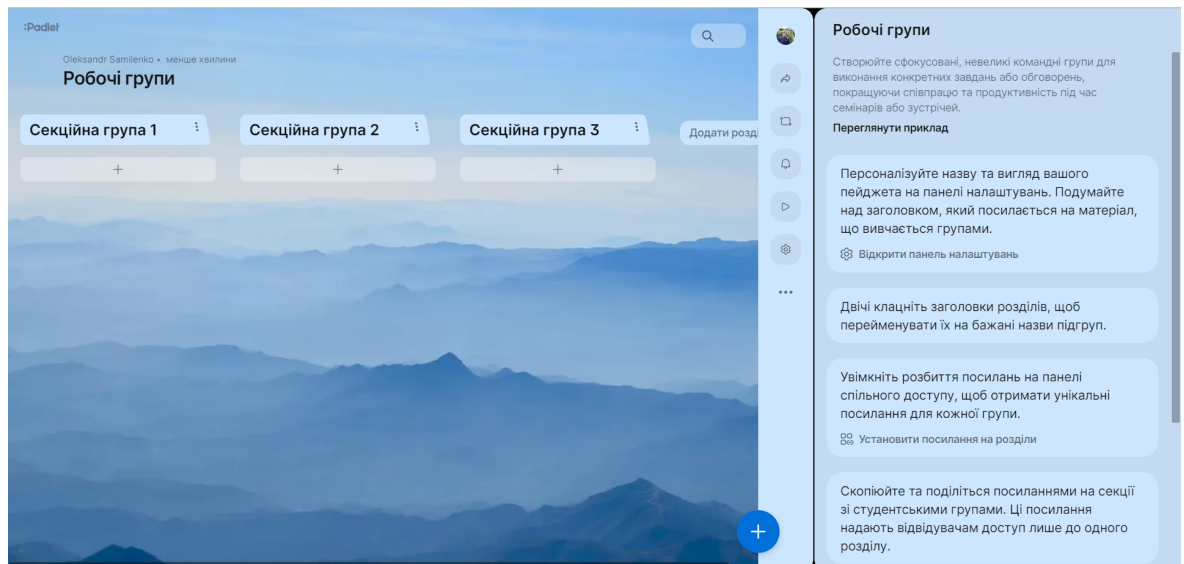 :Padlet
Oleksandr Samilenko • менше хвилини
Робочі групи
Секційна група 1
Секційна група 2
Секційна група 3
Додати розді
Робочі групи
Створюйте сфокусовані, невеликі командні групи для
виконання конкретних завдань або обговорень,
покращуючи співпрацю та продуктивність під час
семінарів або зустрічей.
Переглянути приклад
Персоналізуйте назву та вигляд вашого
пейджета на панелі налаштувань. Подумайте
над заголовком, який посилається на матеріал,
що вивчається групами.
Відкрити панель налаштувань
Двічі клацніть заголовки розділів, щоб
перейменувати їх на бажані назви підгруп.
Увімкніть розбиття посилань на панелі
спільного доступу, щоб отримати унікальні
посилання для кожної групи.
Установити посилання на розділи
Скопіюйте та поділіться посиланнями на секції
зі студентськими групами. Ці посилання
надають відвідувачам доступ лише до одного
розділу.